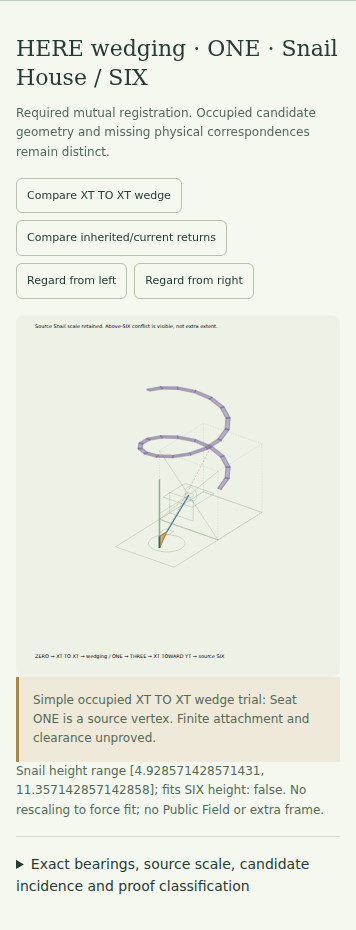 HERE wedging · ONE · Snail
House / SIX
Required mutual registration. Occupied candidate
geometry and missing physical correspondences
remain distinct.
Compare XT TO XT wedge
Compare inherited/current returns
Regard from left
Regard from right
Source Snail scale retained. Above-SIX conflict is visible, not extra extent.
ZERO → XT TO XT → wedging / ONE → THREE → XT TOWARD YT → source SIX
Simple occupied XT TO XT wedge trial: Seat
ONE is a source vertex. Finite attachment and
clearance unproved.
Snail height range [4.928571428571431,
11.357142857142858]; fits SIX height: false. No
rescaling to force fit; no Public Field or extra frame.
▶ Exact bearings, source scale, candidate
incidence and proof classification